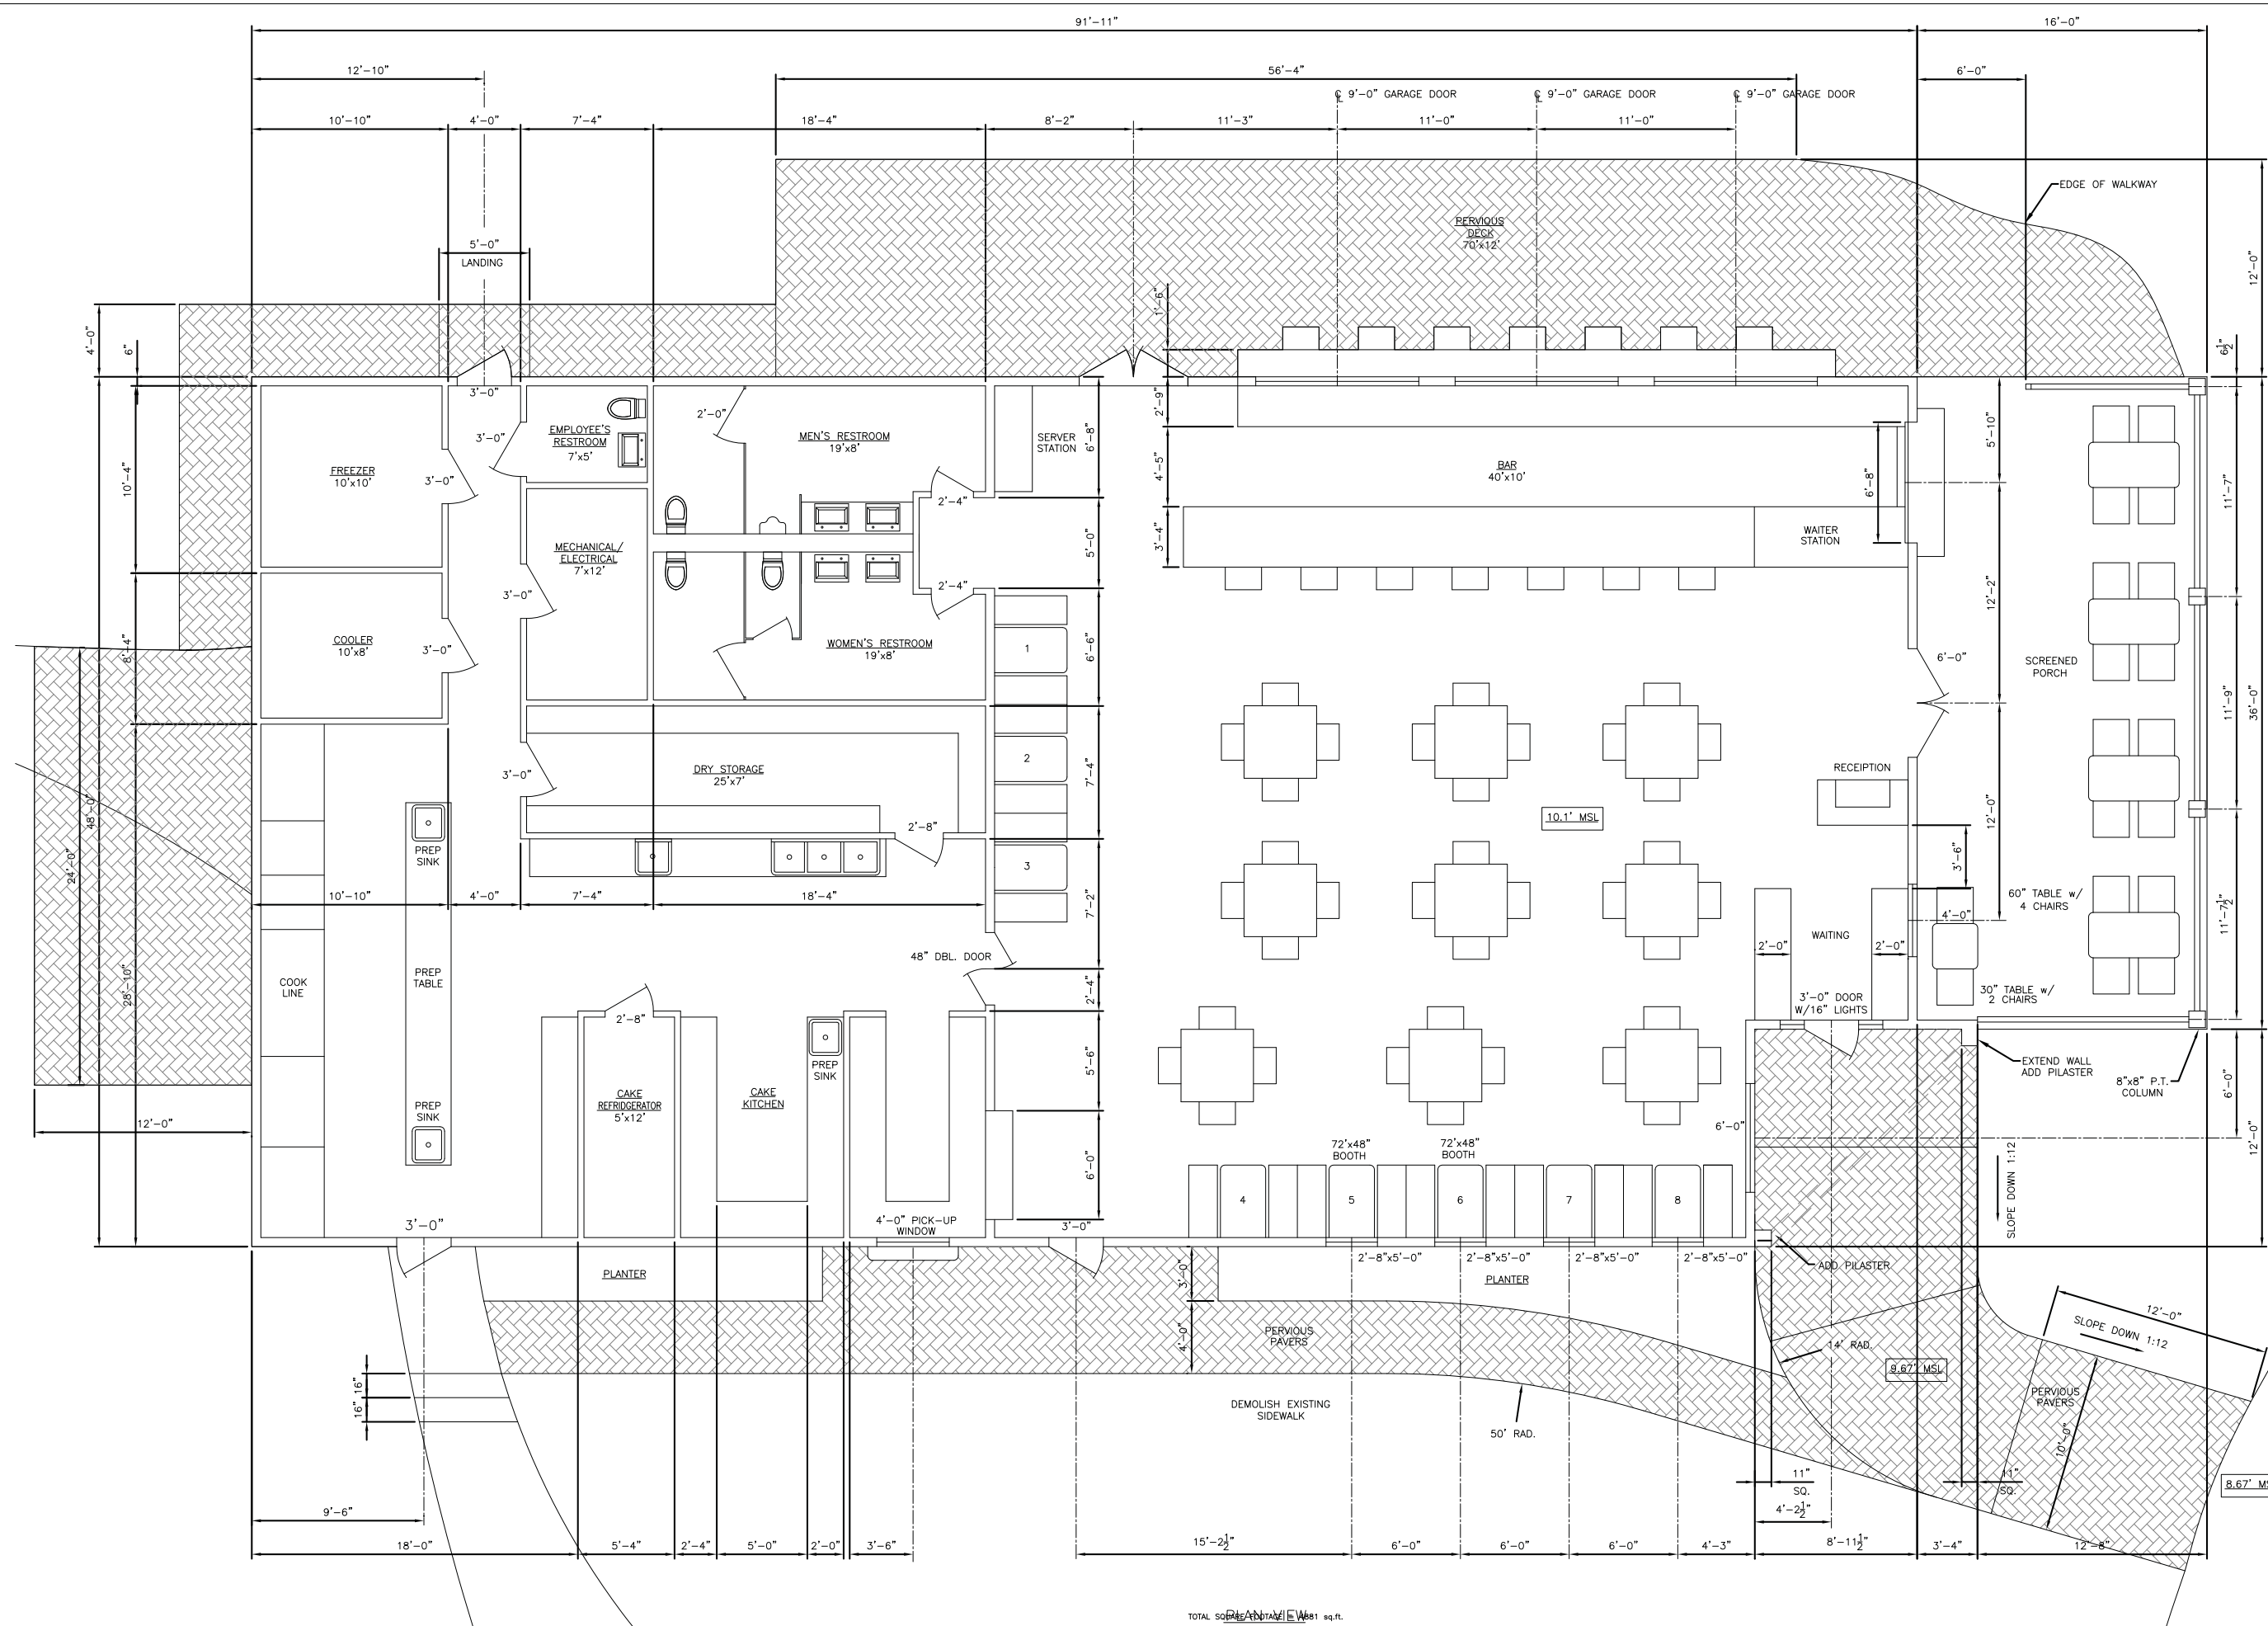 91'-11"
16'-0"
12'-10"
56'-4"
6'-0"
℄ 9'-0" GARAGE DOOR
℄ 9'-0" GARAGE DOOR
℄ 9'-0" GARAGE DOOR
10'-10"
4'-0"
7'-4"
18'-4"
8'-2"
11'-3"
11'-0"
11'-0"
EDGE OF WALKWAY
PERVIOUS
DECK
70'x12'
5'-0"
LANDING
12'-0"
1'-6"
4'-0"
6"
6½"
3'-0"
2'-9"
2'-0"
3'-0"
EMPLOYEE'S
RESTROOM
7'x5'
MEN'S RESTROOM
19'x8'
SERVER
STATION
6'-8"
5'-10"
FREEZER
10'x10'
3'-0"
10'-4"
4'-5"
BAR
40'x10'
6'-8"
11'-7"
2'-4"
WAITER
STATION
3'-4"
5'-0"
MECHANICAL/
ELECTRICAL
7'x12'
3'-0"
2'-4"
12'-2"
COOLER
10'x8'
3'-0"
8'-4"
WOMEN'S RESTROOM
19'x8'
1
6'-6"
6'-0"
SCREENED
PORCH
11'-9"
36'-0"
DRY STORAGE
25'x7'
3'-0"
2
7'-4"
RECEIPTION
10.1' MSL
12'-0"
48'-0"
24'-0"
PREP
SINK
2'-8"
3
3'-6"
10'-10"
4'-0"
7'-4"
18'-4"
7'-2"
60" TABLE w/
4 CHAIRS
11'-7½"
4'-0"
WAITING
2'-0"
2'-0"
48" DBL. DOOR
COOK
LINE
PREP
TABLE
28'-10"
2'-4"
30" TABLE w/
2 CHAIRS
3'-0" DOOR
W/16" LIGHTS
2'-8"
PREP
SINK
5'-6"
EXTEND WALL
ADD PILASTER
8"x8" P.T.
COLUMN
6'-0"
CAKE
REFRIDGERATOR
5'x12'
CAKE
KITCHEN
PREP
SINK
12'-0"
6'-0"
12'-0"
72'x48"
BOOTH
72'x48"
BOOTH
6'-0"
SLOPE DOWN 1:12
4
5
6
7
8
3'-0"
4'-0" PICK-UP
WINDOW
3'-0"
2'-8"x5'-0"
2'-8"x5'-0"
2'-8"x5'-0"
2'-8"x5'-0"
ADD PILASTER
PLANTER
3'-0"
PLANTER
12'-0"
SLOPE DOWN 1:12
4'-0"
PERVIOUS
PAVERS
14' RAD.
9.67' MSL
PERVIOUS
PAVERS
16"
16"
DEMOLISH EXISTING
SIDEWALK
50' RAD.
10'-0"
11"
SQ.
11"
SQ.
8.67'
9'-6"
4'-2½"
18'-0"
5'-4"
2'-4"
5'-0"
2'-0"
3'-6"
15'-2½"
6'-0"
6'-0"
6'-0"
4'-3"
8'-11½"
3'-4"
12'-8"
PLAN VIEW
TOTAL SQUARE FOOTAGE sq.ft.